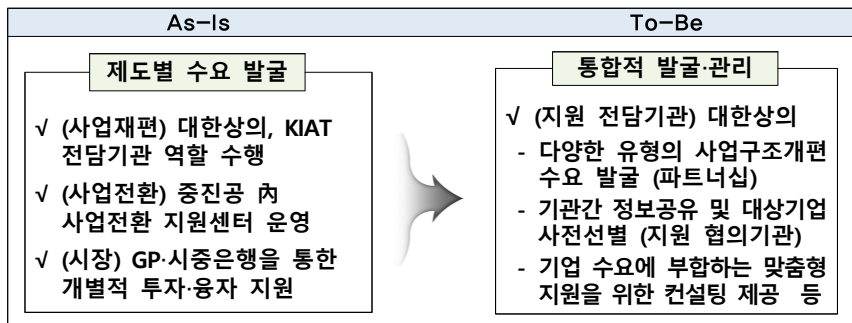 As-Is
To-Be
제도별 수요 발굴
√ (사업재편) 대한상의, KIAT
전담기관 역할 수행
√ (사업전환) 중진공 內
사업전환 지원센터 운영
√ (시장) GP·시중은행을 통한
개별적 투자·융자 지원
통합적 발굴·관리
√ (지원 전담기관) 대한상의
- 다양한 유형의 사업구조개편
수요 발굴 (파트너십)
- 기관간 정보공유 및 대상기업
사전선별 (지원 협의기관)
- 기업 수요에 부합하는 맞춤형
지원을 위한 컨설팅 제공 등